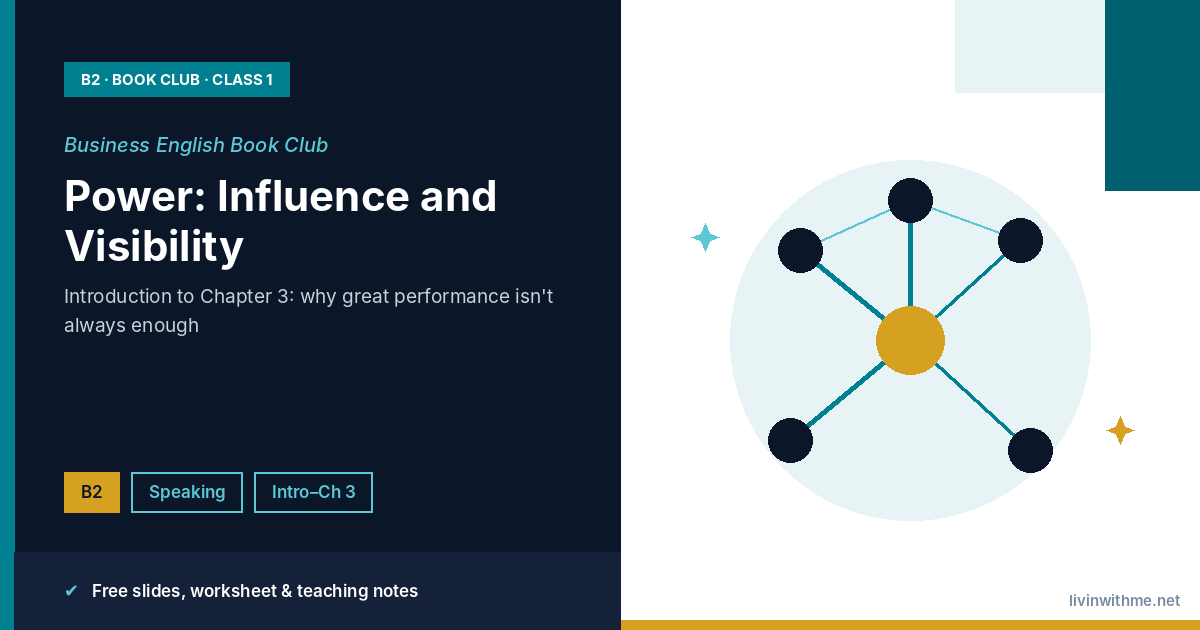 B2 · BOOK CLUB · CLASS 1
Business English Book Club
Power: Influence and
Visibility
Introduction to Chapter 3: why great performance isn't
always enough
B2
Speaking
Intro–Ch 3
✔ Free slides, worksheet & teaching notes
livinwithme.net